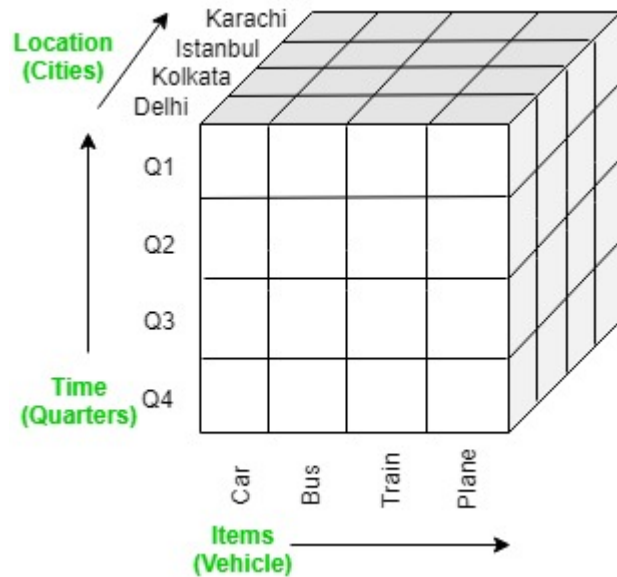 Karachi
Location
(Cities)
Istanbul
Kolkata
Delhi
Q1
Q2
Q3
Time
(Quarters)
Q4
Car
Bus
Train
Plane
Items
(Vehicle)